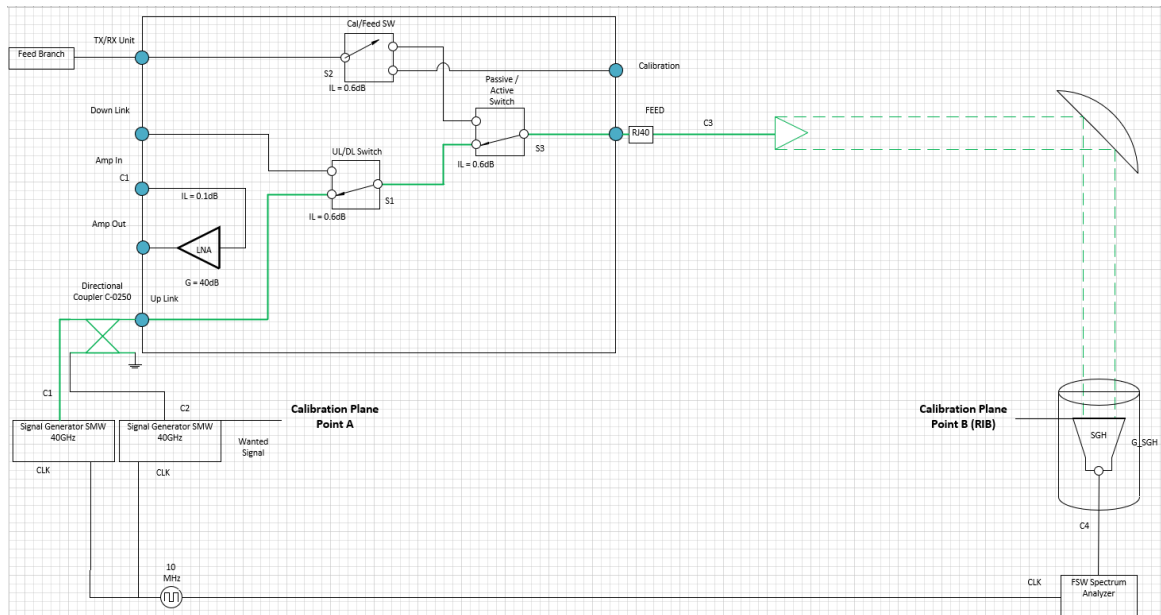 Cal/Feed SW
TX/RX Unit
Feed Branch
S2
IL = 0.6dB
Calibration
Passive /
Active
Switch
Down Link
FEED
C3
RJ40
S3
UL/DL Switch
IL = 0.6dB
Amp In
C1
IL = 0.1dB
S1
IL = 0.6dB
Amp Out
LNA
G = 40dB
Directional
Coupler C-0250
Up Link
C1
C2
Calibration Plane
Point A
Calibration Plane
Point B (RIB)
Signal Generator SMW
40GHz
Signal Generator SMW
40GHz
Wanted
Signal
SGH
G_SGH
CLK
CLK
C4
10
MHz
CLK
FSW Spectrum
Analyzer